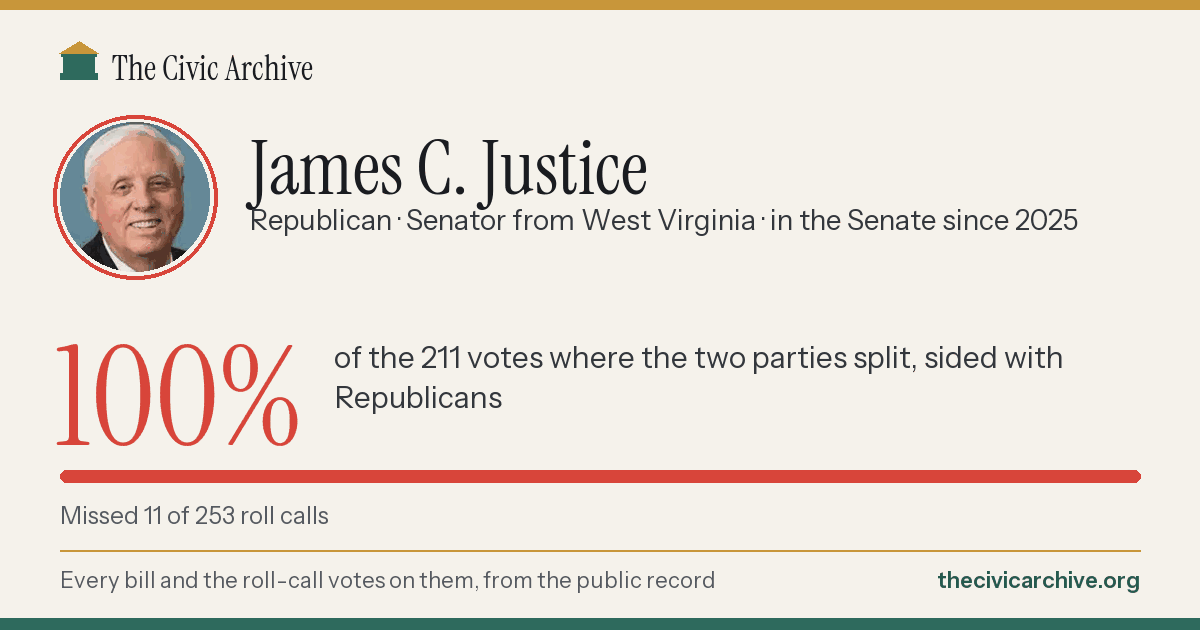 The Civic Archive
James C. Justice
Republican · Senator from West Virginia · in the Senate since 2025
100%
of the 211 votes where the two parties split, sided with
Republicans
Missed 11 of 253 roll calls
Every bill and the roll-call votes on them, from the public record
thecivicarchive.org